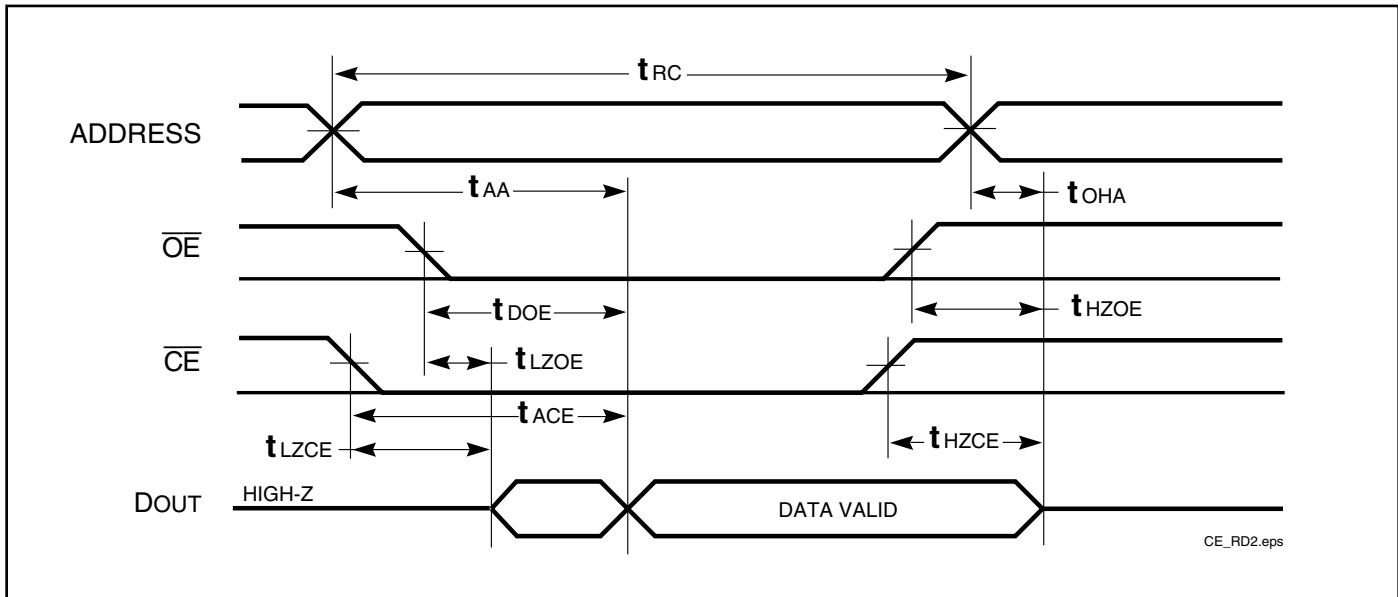 tRC
ADDRESS
tAA
tOHA
OE
tDOE
tHZOE
CE
tLZOE
tACE
tLZCE
tHZCE
DOUT
HIGH-Z
DATA VALID
CE_RD2.eps